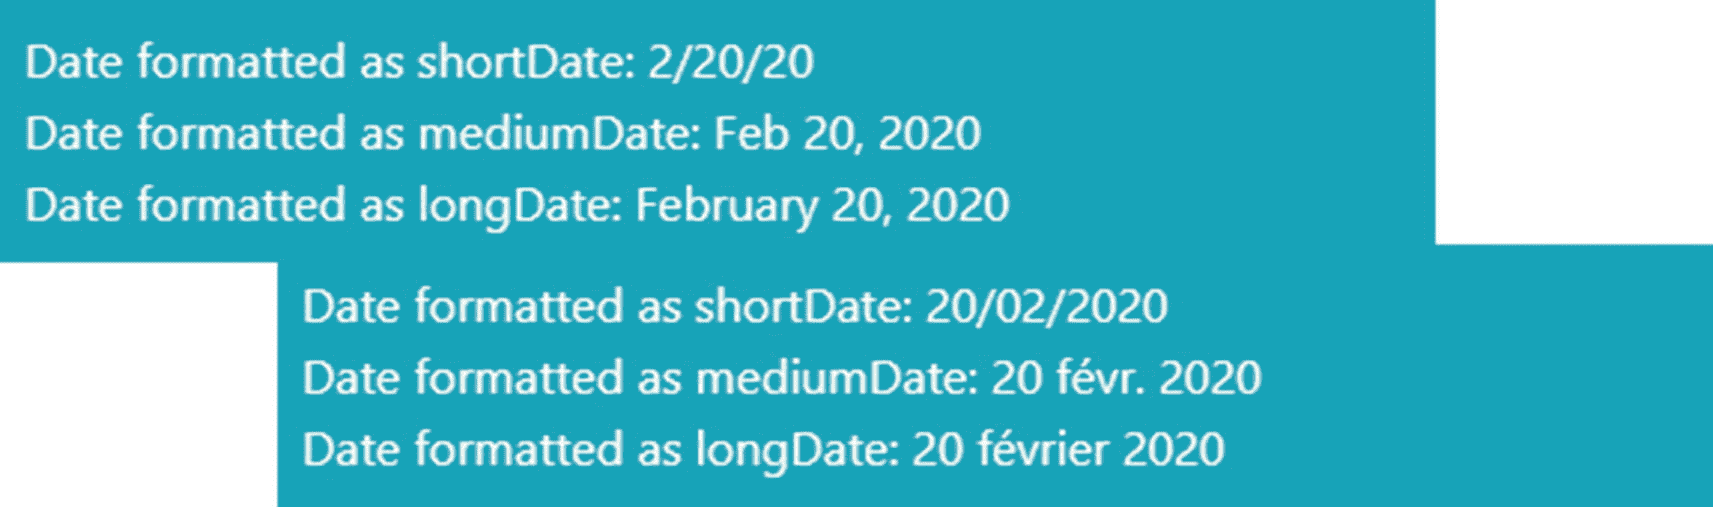 Date formatted as shortDate: 2/20/20
Date formatted as mediumDate: Feb 20, 2020
Date formatted as longDate: February 20, 2020
Date formatted as shortDate: 20/02/2020
Date formatted as mediumDate: 20 févr. 2020
Date formatted as longDate: 20 février 2020